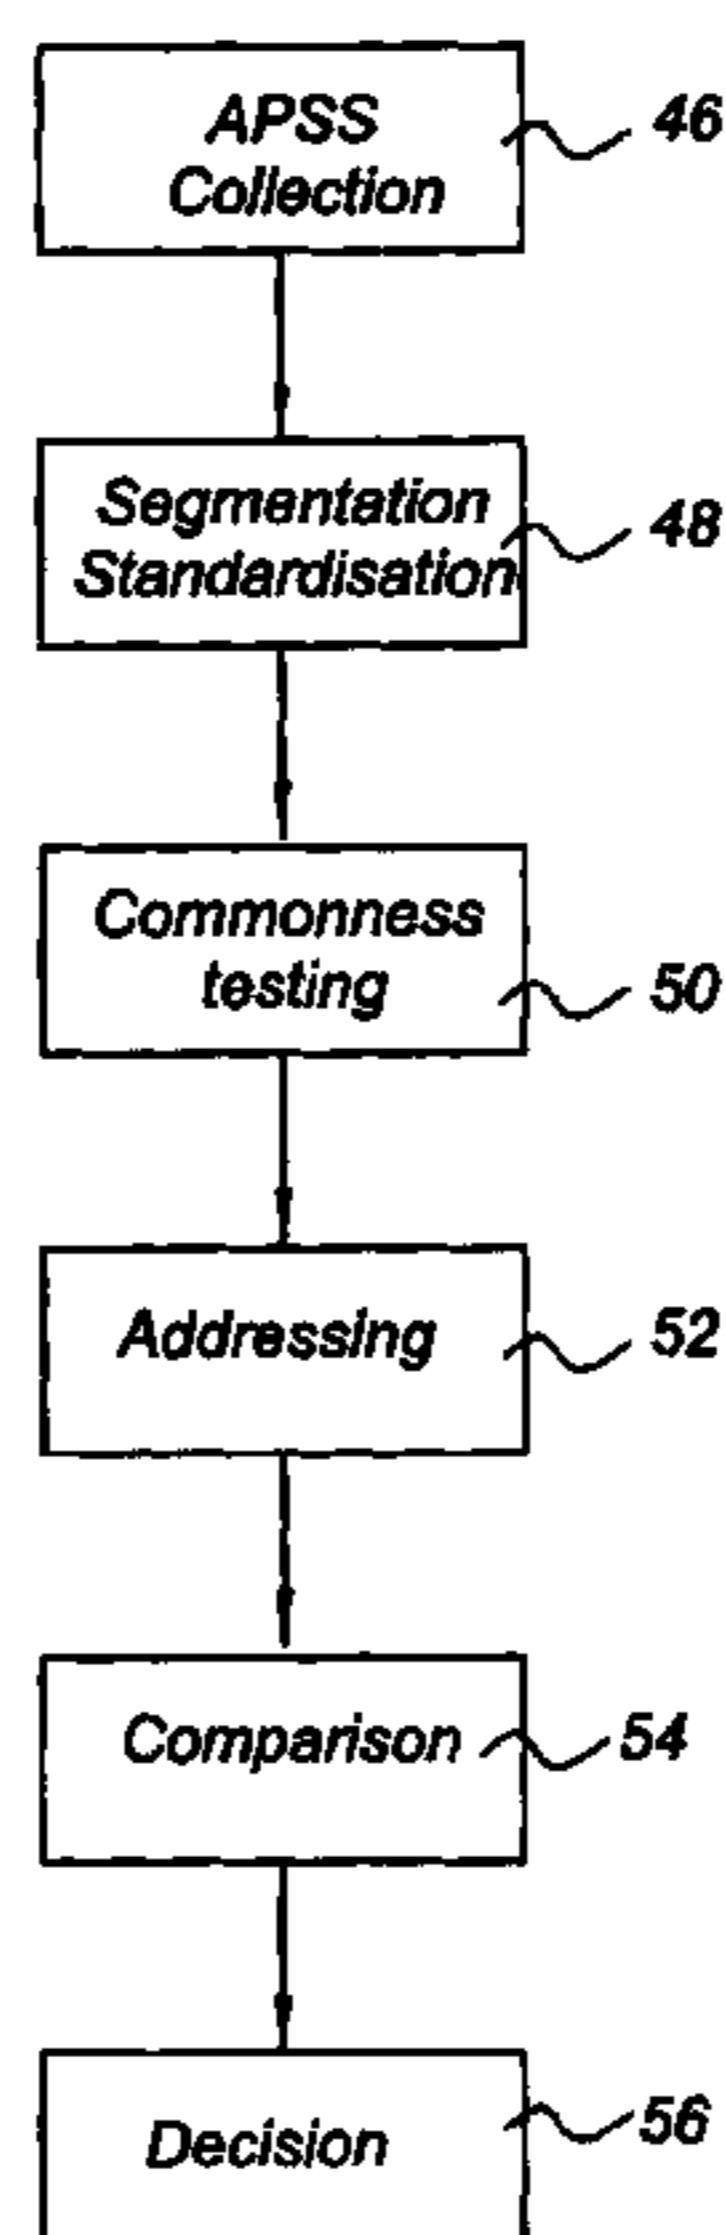 APSS
Collection
46
Segmentation
Standardisation
48
Commonness
testing
50
Addressing
52
Comparison
54
Decision
56